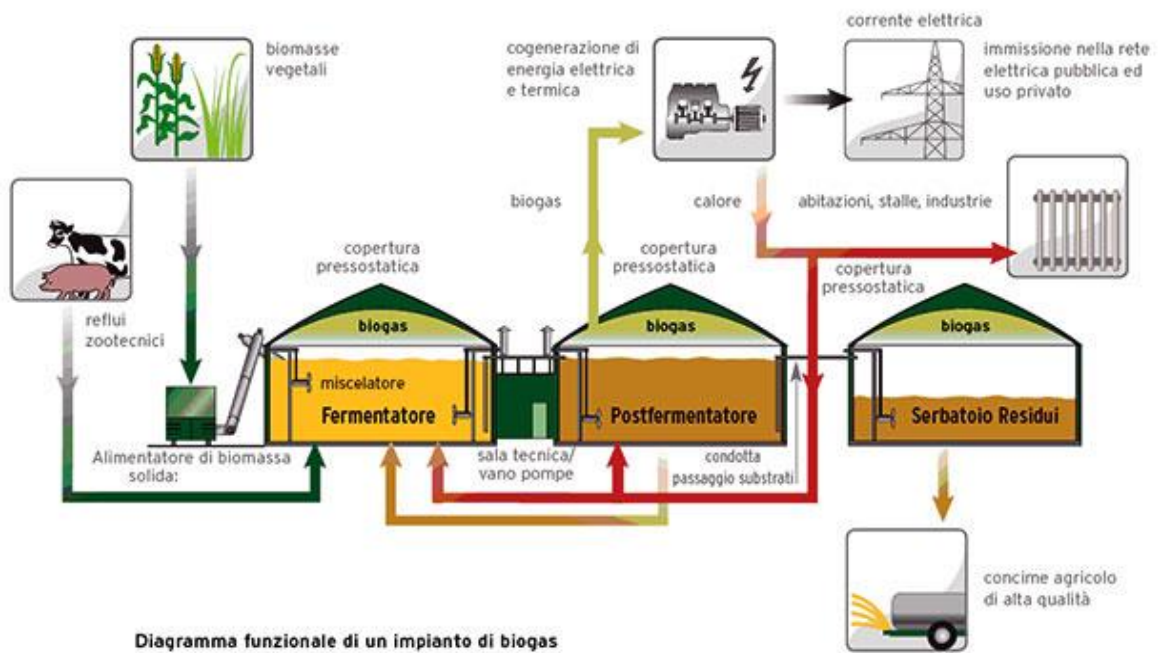 biomasse
vegetali
cogenerazione di
energia elettrica
e termica
corrente elettrica
immissione nella rete
elettrica pubblica ed
uso privato
biogas
calore
abitazioni, stalle, industrie
reflui
zootecnici
copertura
pressostatica
copertura
pressostatica
copertura
pressostatica
biogas
biogas
biogas
miscelatore
Fermentatore
Postfermentatore
Serbatoio Residui
Alimentatore di biomassa
solida:
sala tecnica/
vano pompe
condotta
passaggio substrati
concime agricolo
di alta qualità
Diagramma funzionale di un impianto di biogas